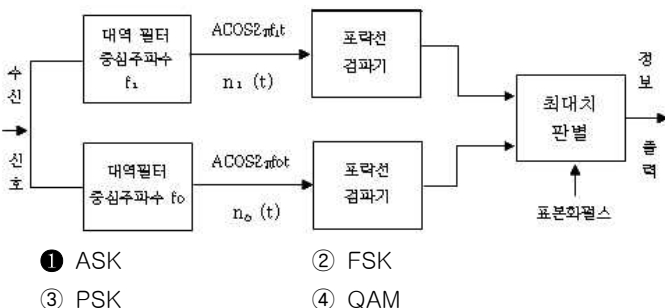 수신
신호
대역 필터
중심주파수
f₁
ACOS2πf₁t
n₁ (t)
포락선
검파기
대역필터
중심주파수 f₀
ACOS2πfot
n₀ (t)
포락선
검파기
최대치
판별
정보
출력
표본화펄스
❶ ASK
② FSK
③ PSK
④ QAM